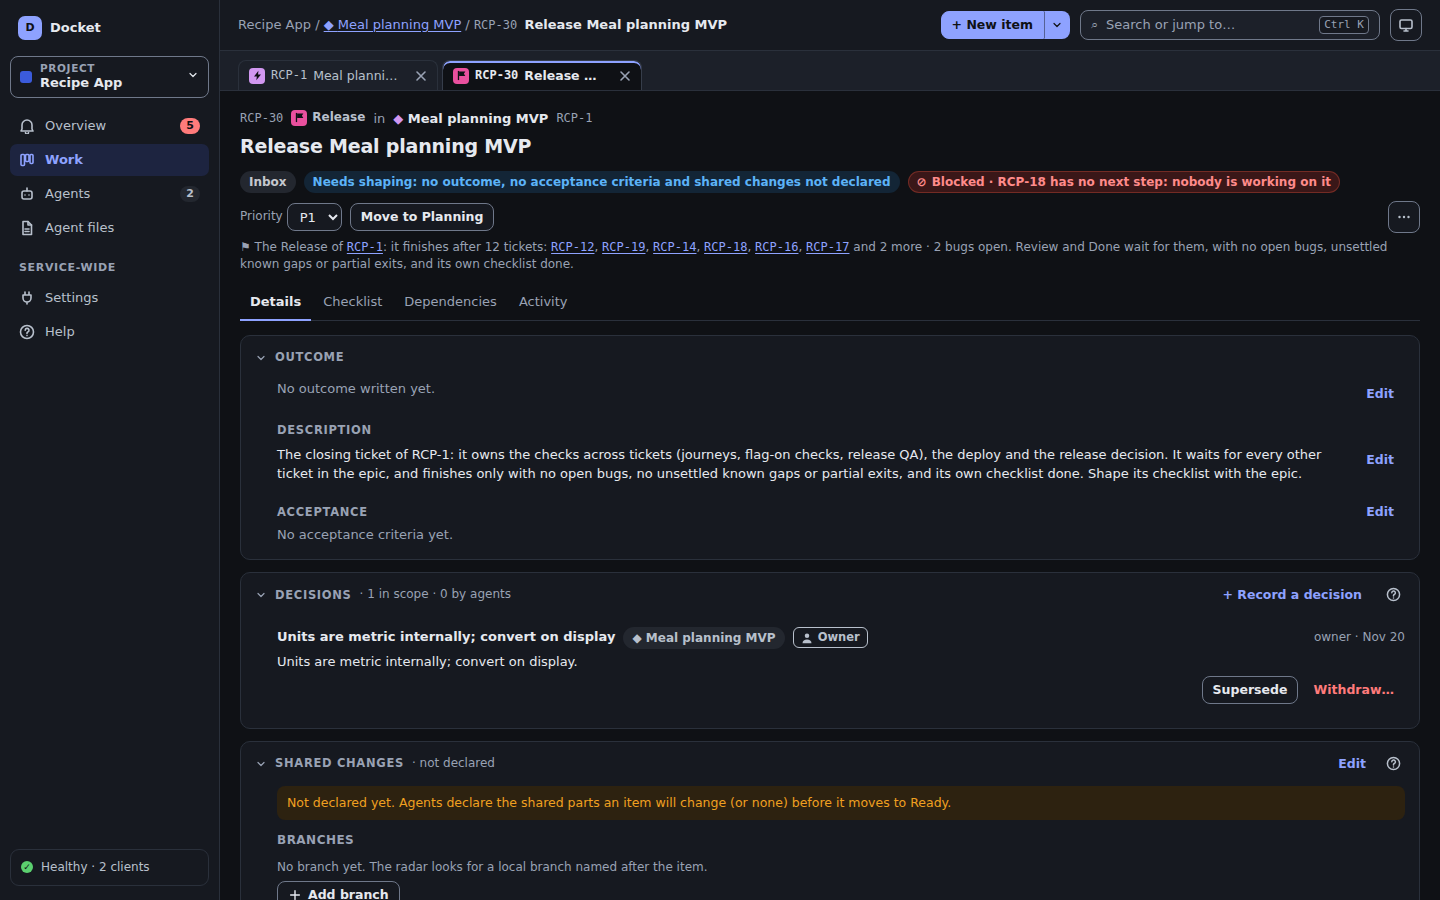 D Docket
PROJECT
Recipe App
Overview 5
Work
Agents 2
Agent files
SERVICE-WIDE
Settings
Help
Healthy · 2 clients
Recipe App / ◆ Meal planning MVP / RCP-30 Release Meal planning MVP
+ New item
Search or jump to… Ctrl K
RCP-1 Meal planni…
RCP-30 Release …
RCP-30 Release in ◆ Meal planning MVP RCP-1
Release Meal planning MVP
Inbox
Needs shaping: no outcome, no acceptance criteria and shared changes not declared
⊘ Blocked · RCP-18 has no next step: nobody is working on it
Priority P1 Move to Planning
⚑ The Release of RCP-1: it finishes after 12 tickets: RCP-12, RCP-19, RCP-14, RCP-18, RCP-16, RCP-17 and 2 more · 2 bugs open. Review and Done wait for them, with no open bugs, unsettled
known gaps or partial exits, and its own checklist done.
Details Checklist Dependencies Activity
OUTCOME
No outcome written yet.
Edit
DESCRIPTION
The closing ticket of RCP-1: it owns the checks across tickets (journeys, flag-on checks, release QA), the deploy and the release decision. It waits for every other
ticket in the epic, and finishes only with no open bugs, no unsettled known gaps or partial exits, and its own checklist done. Shape its checklist with the epic.
Edit
ACCEPTANCE
Edit
No acceptance criteria yet.
DECISIONS · 1 in scope · 0 by agents
+ Record a decision
Units are metric internally; convert on display ◆ Meal planning MVP Owner
owner · Nov 20
Units are metric internally; convert on display.
Supersede Withdraw…
SHARED CHANGES · not declared
Edit
Not declared yet. Agents declare the shared parts an item will change (or none) before it moves to Ready.
BRANCHES
No branch yet. The radar looks for a local branch named after the item.
+ Add branch